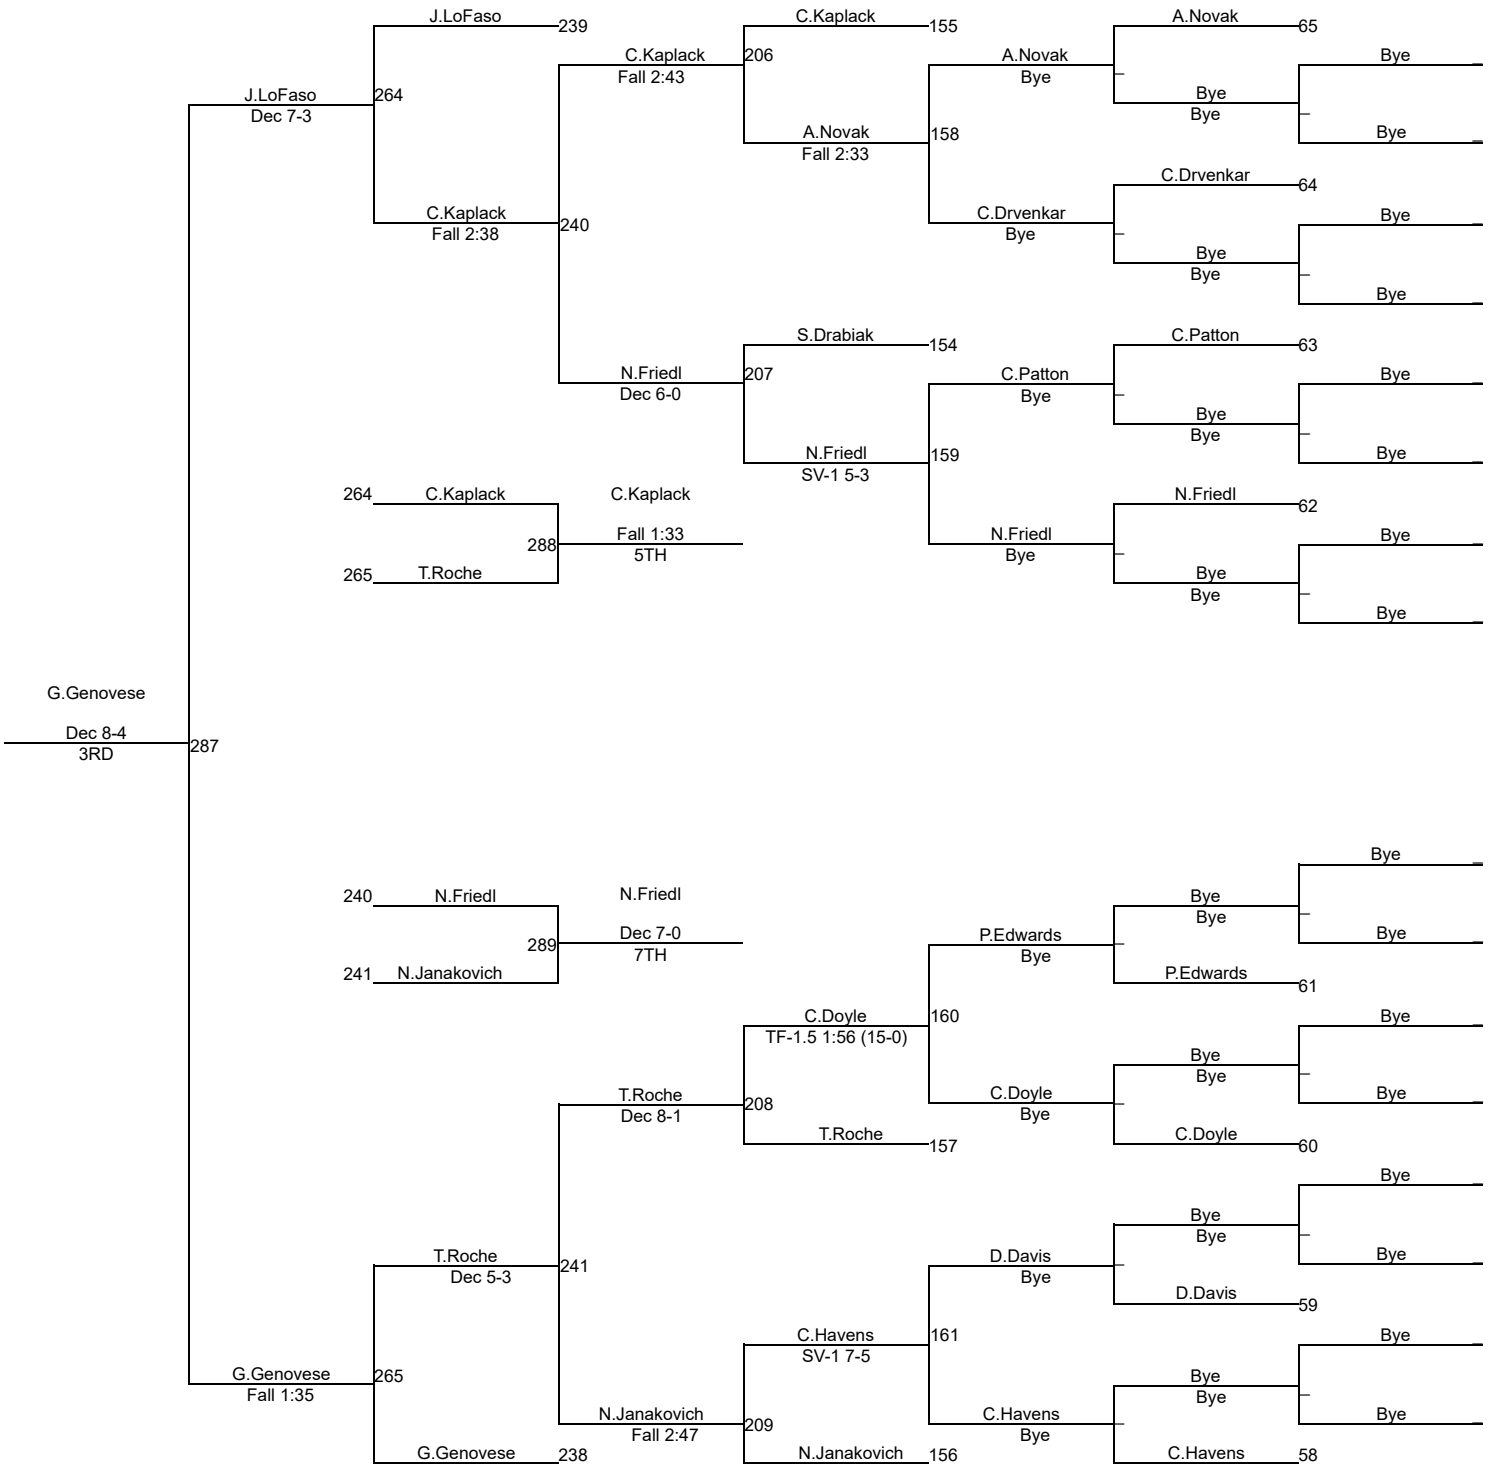 J.LoFaso
239
C.Kaplack
155
A.Novak
65
C.Kaplack
206
Fall 2:43
A.Novak
Bye
Bye
J.LoFaso
264
Dec 7-3
Bye
Bye
A.Novak
158
Fall 2:33
Bye
C.Drvenkar
64
C.Kaplack
240
Fall 2:38
C.Drvenkar
Bye
Bye
Bye
Bye
Bye
S.Drabiak
154
C.Patton
63
N.Friedl
207
Dec 6-0
C.Patton
Bye
Bye
Bye
Bye
N.Friedl
159
SV-1 5-3
Bye
264
C.Kaplack
C.Kaplack
N.Friedl
62
288
Fall 1:33
5TH
N.Friedl
Bye
Bye
265
T.Roche
Bye
Bye
Bye
G.Genovese
Dec 8-4
3RD
287
Bye
240
N.Friedl
N.Friedl
Bye
Bye
289
Dec 7-0
7TH
P.Edwards
Bye
Bye
241
N.Janakovich
P.Edwards
61
C.Doyle
160
TF-1.5 1:56 (15-0)
Bye
Bye
Bye
T.Roche
208
Dec 8-1
C.Doyle
Bye
Bye
T.Roche
157
C.Doyle
60
Bye
Bye
Bye
T.Roche
241
Dec 5-3
D.Davis
Bye
Bye
D.Davis
59
C.Havens
161
SV-1 7-5
Bye
G.Genovese
265
Fall 1:35
Bye
Bye
N.Janakovich
209
Fall 2:47
C.Havens
Bye
Bye
G.Genovese
238
N.Janakovich
156
C.Havens
58